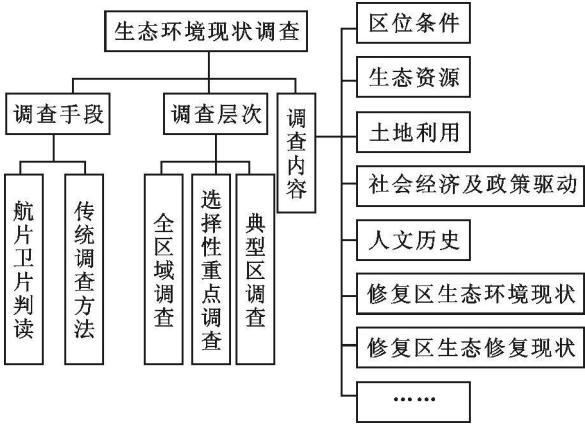 生态环境现状调查
调查手段
调查层次
调查内容
航片卫片判读
传统调查方法
全区域调查
选择性重点调查
典型区调查
区位条件
生态资源
土地利用
社会经济及政策驱动
人文历史
修复区生态环境现状
修复区生态修复现状
……